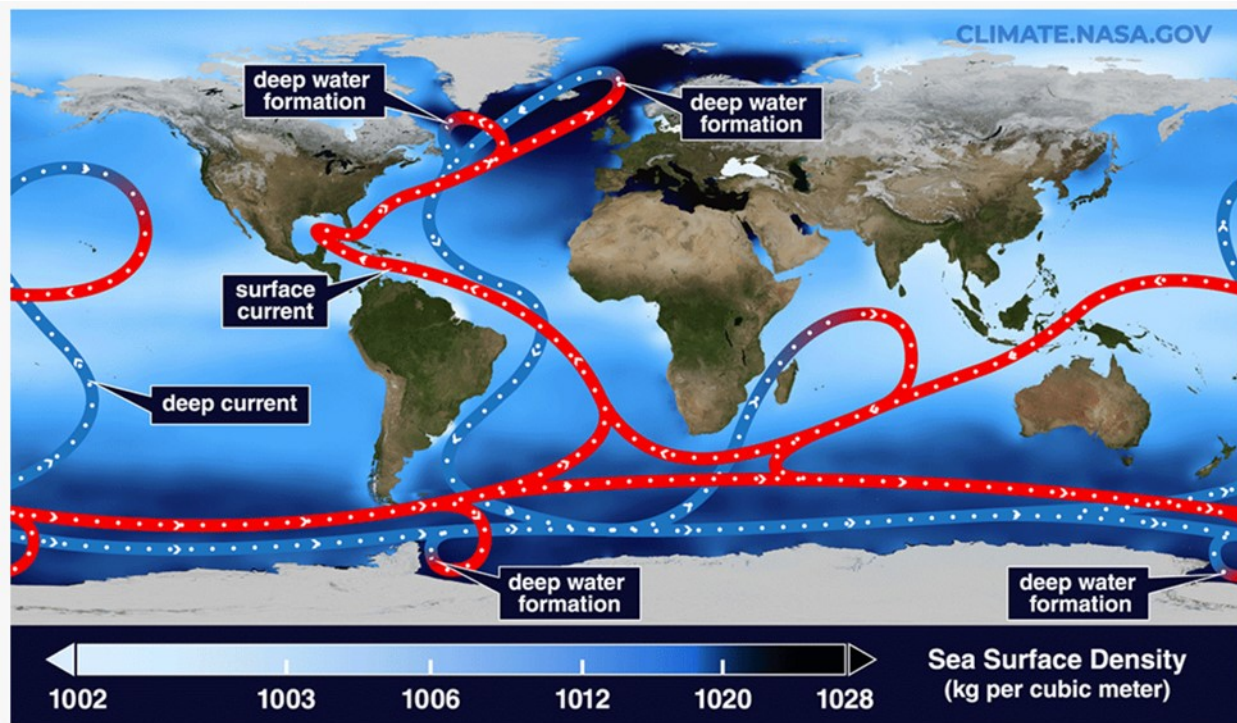 CLIMATE.NASA.GOV
deep water
formation
deep water
formation
surface
current
deep current
deep water
formation
deep water
formation
1002
1003
1006
1012
1020
1028
Sea Surface Density
(kg per cubic meter)